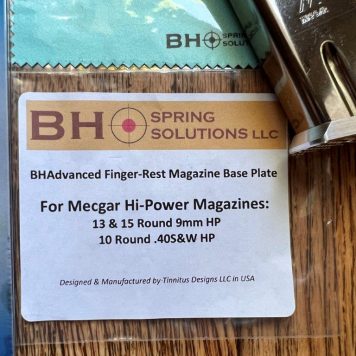 BH SPRING
SOLUTIONS
BHO SPRING
SOLUTIONS LLC
BHAdvanced Finger-Rest Magazine Base Plate
For Mecgar Hi-Power Magazines:
13 & 15 Round 9mm HP
10 Round .40S&W HP
Designed & Manufactured by Tinnitus Designs LLC in USA